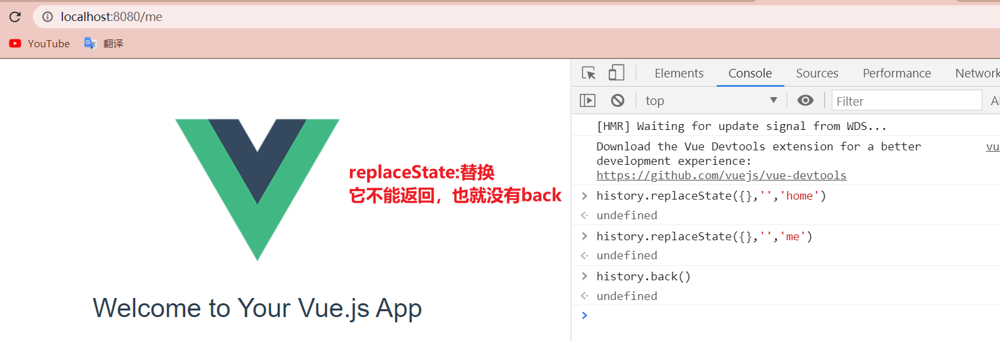 localhost:8080/me
YouTube 翻译
Elements Console Sources Performance Network
top Filter
[HMR] Waiting for update signal from WDS...
Download the Vue Devtools extension for a better vu
development experience:
https://github.com/vuejs/vue-devtools
history.replaceState({},'','home')
undefined
history.replaceState({},'','me')
undefined
history.back()
undefined
replaceState:替换
它不能返回，也就没有back
Welcome to Your Vue.js App